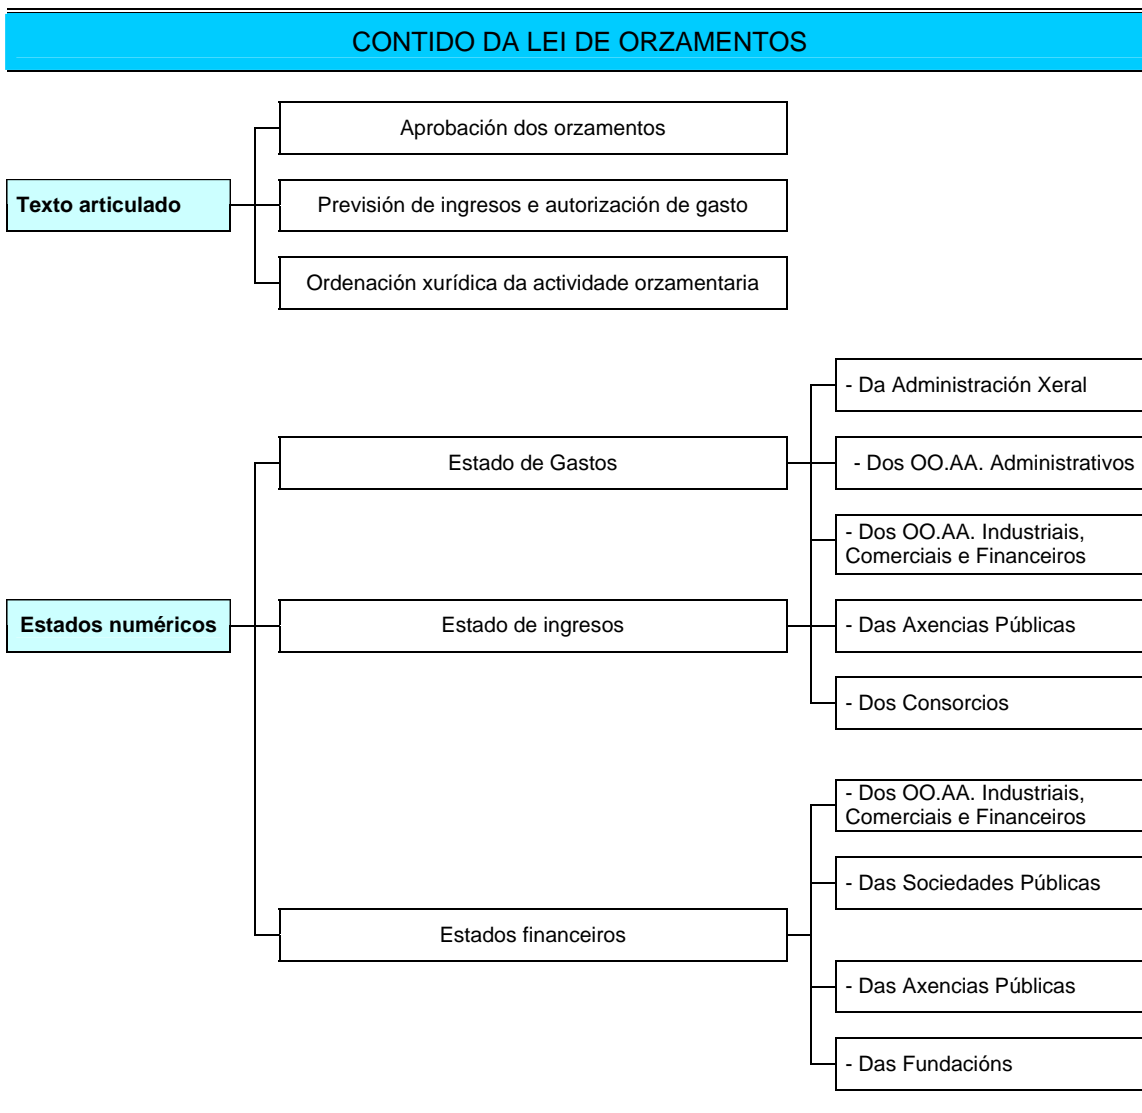 CONTIDO DA LEI DE ORZAMENTOS
Aprobación dos orzamentos
Texto articulado
Previsión de ingresos e autorización de gasto
Ordenación xurídica da actividade orzamentaria
- Da Administración Xeral
Estado de Gastos
- Dos OO.AA. Administrativos
- Dos OO.AA. Industriais,
Comerciais e Financeiros
Estados numéricos
Estado de ingresos
- Das Axencias Públicas
- Dos Consorcios
- Dos OO.AA. Industriais,
Comerciais e Financeiros
- Das Sociedades Públicas
Estados financeiros
- Das Axencias Públicas
- Das Fundacións